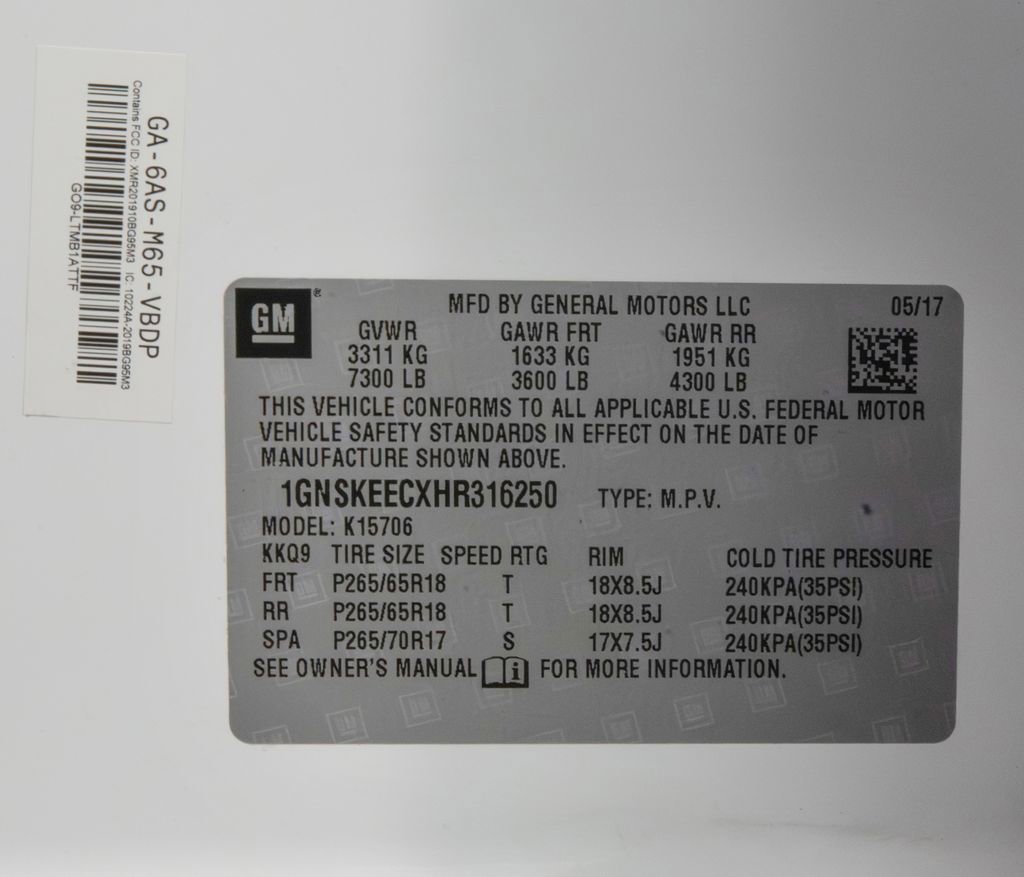 GA-6AS-M65-VBDP
Contains FCC ID: XMR201910BG95M3 IC: 10224A-2019BG95M3
GO9-LTMB1ATTF
GM ®
MFD BY GENERAL MOTORS LLC 05/17
GVWR GAWR FRT GAWR RR
3311 KG 1633 KG 1951 KG
7300 LB 3600 LB 4300 LB
THIS VEHICLE CONFORMS TO ALL APPLICABLE U.S. FEDERAL MOTOR
VEHICLE SAFETY STANDARDS IN EFFECT ON THE DATE OF
MANUFACTURE SHOWN ABOVE.
1GNSKEECXHR316250 TYPE: M.P.V.
MODEL: K15706
KKQ9 TIRE SIZE SPEED RTG RIM COLD TIRE PRESSURE
FRT P265/65R18 T 18X8.5J 240KPA(35PSI)
RR P265/65R18 T 18X8.5J 240KPA(35PSI)
SPA P265/70R17 S 17X7.5J 240KPA(35PSI)
SEE OWNER'S MANUAL i FOR MORE INFORMATION.